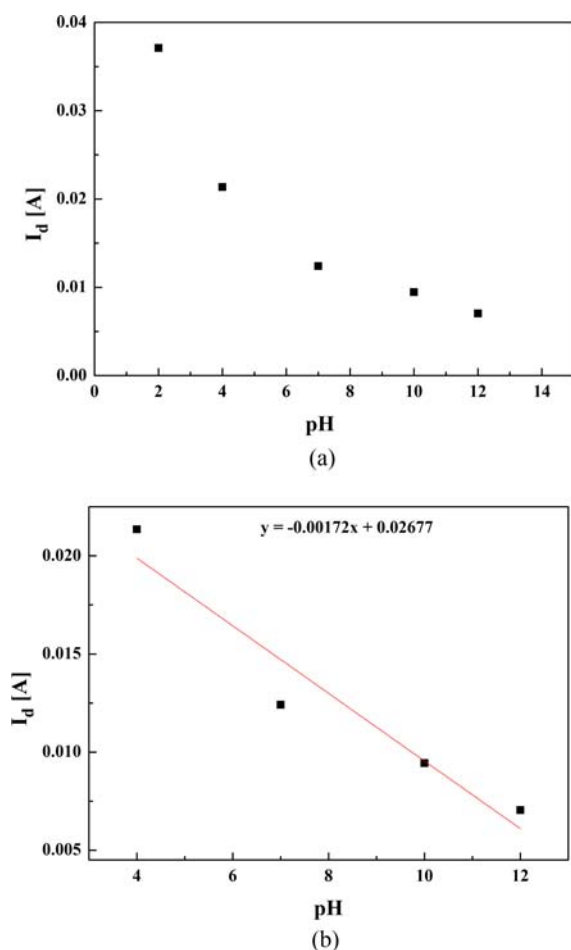 0.04
0.03
0.02
0.01
0.00
I_d [A]
0 2 4 6 8 10 12 14
pH
(a)
y = -0.00172x + 0.02677
0.020
0.015
0.010
0.005
I_d [A]
4 6 8 10 12
pH
(b)